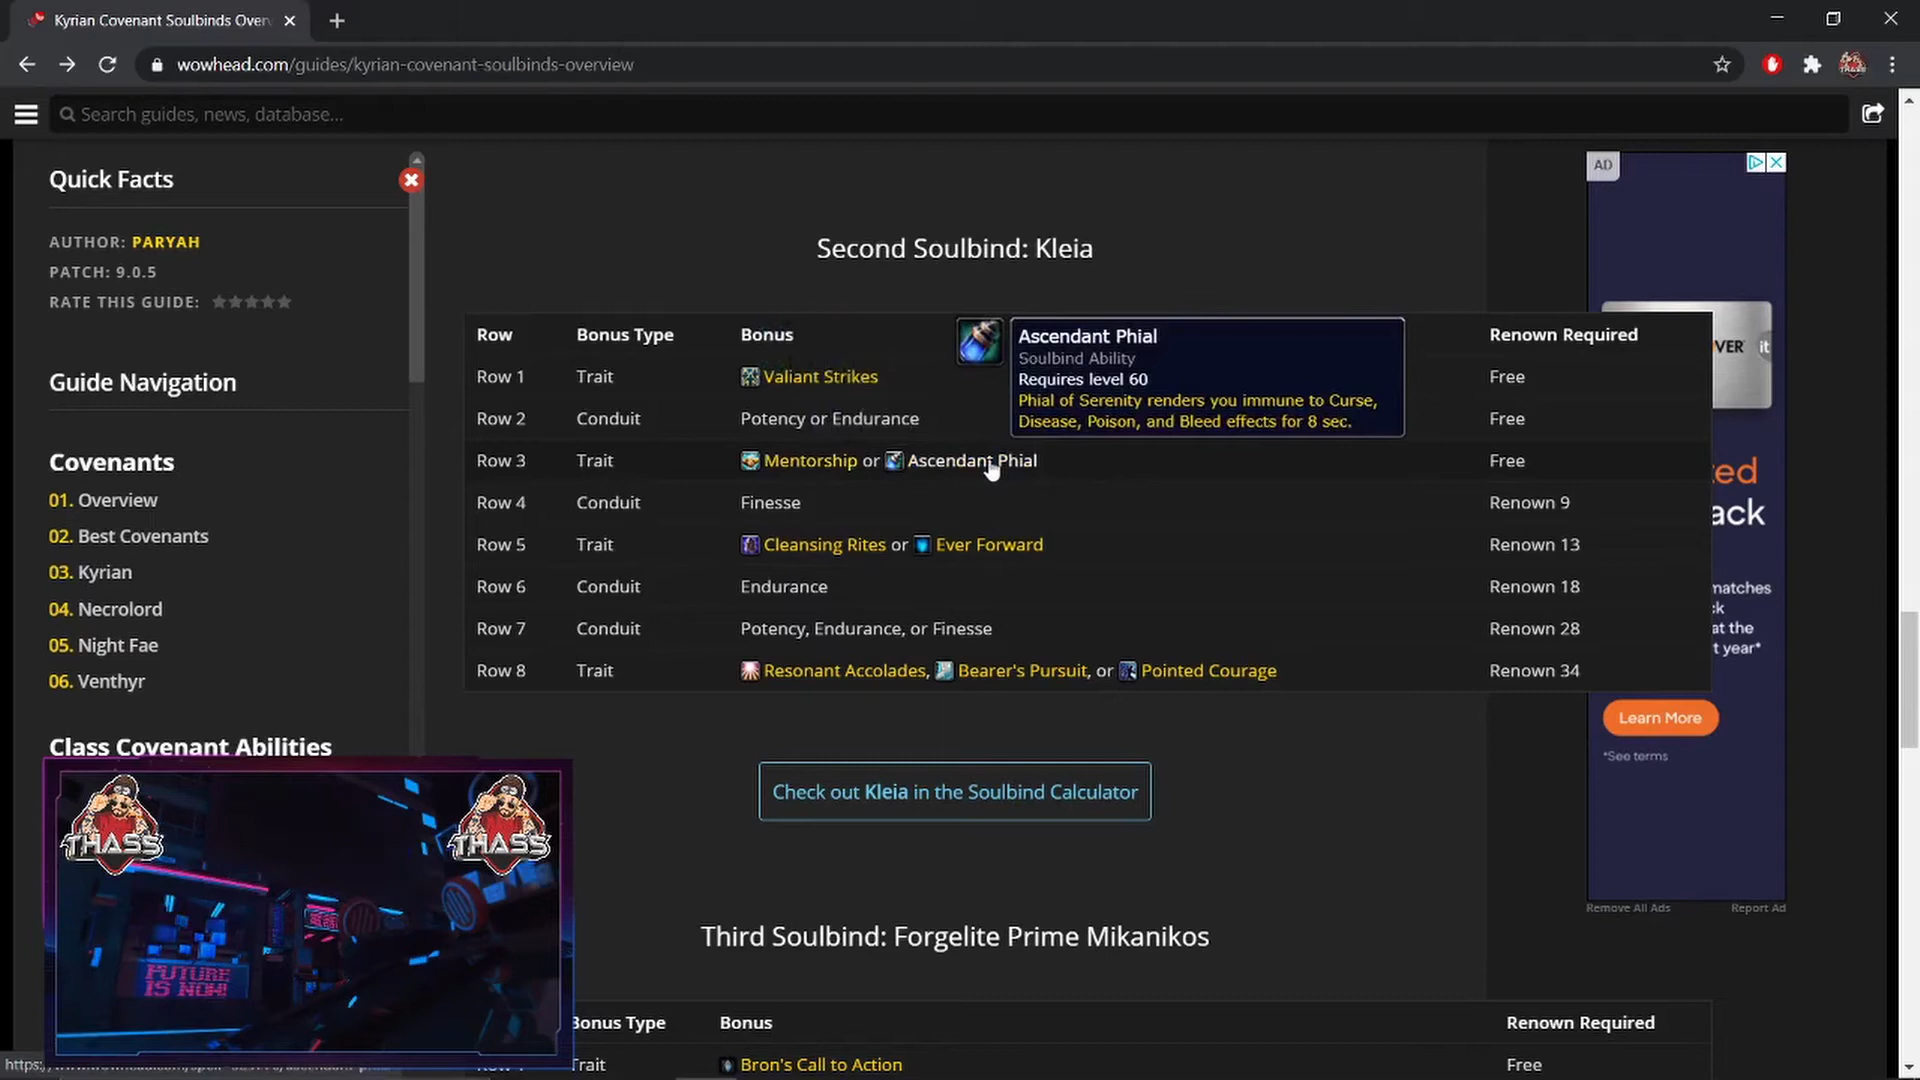 Kyrian Covenant Soulbinds Over
wowhead.com/guides/kyrian-covenant-soulbinds-overview
Search guides, news, database...
Quick Facts
AUTHOR: PARYAH
PATCH: 9.0.5
RATE THIS GUIDE:
Guide Navigation
Covenants
01. Overview
02. Best Covenants
03. Kyrian
04. Necrolord
05. Night Fae
06. Venthyr
Class Covenant Abilities
Second Soulbind: Kleia
Row Bonus Type Bonus Renown Required
Row 1 Trait Valiant Strikes Free
Row 2 Conduit Potency or Endurance Free
Row 3 Trait Mentorship or Ascendant Phial Free
Row 4 Conduit Finesse Renown 9
Row 5 Trait Cleansing Rites or Ever Forward Renown 13
Row 6 Conduit Endurance Renown 18
Row 7 Conduit Potency, Endurance, or Finesse Renown 28
Row 8 Trait Resonant Accolades, Bearer's Pursuit, or Pointed Courage Renown 34
Ascendant Phial
Soulbind Ability
Requires level 60
Phial of Serenity renders you immune to Curse,
Disease, Poison, and Bleed effects for 8 sec.
Check out Kleia in the Soulbind Calculator
Third Soulbind: Forgelite Prime Mikanikos
Bonus Type Bonus Renown Required
Trait Bron's Call to Action Free
AD
VER it
ack
natches
at the
year*
Learn More
*See terms
Remove All Ads Report Ad
THASS
THASS
FUTURE
IS NOW!